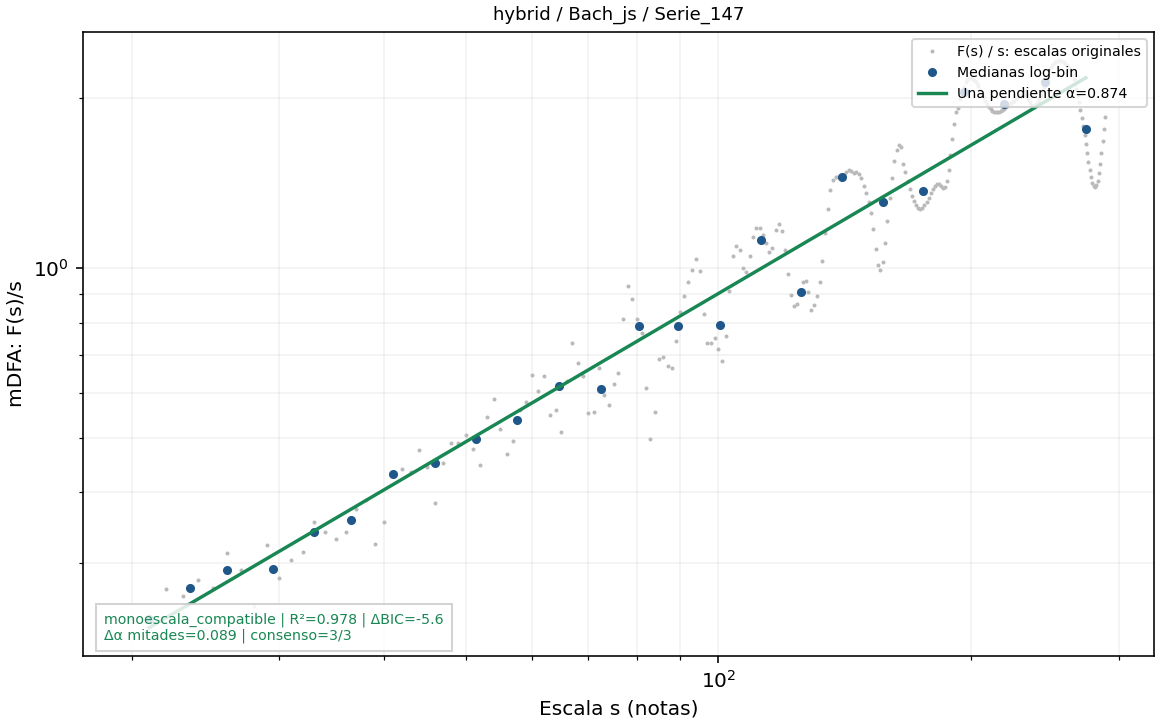 hybrid / Bach_js / Serie_147
F(s) / s: escalas originales
Medianas log-bin
Una pendiente α=0.874
10⁰
mDFA: F(s)/s
monoescala_compatible | R²=0.978 | ΔBIC=-5.6
Δα mitades=0.089 | consenso=3/3
10²
Escala s (notas)